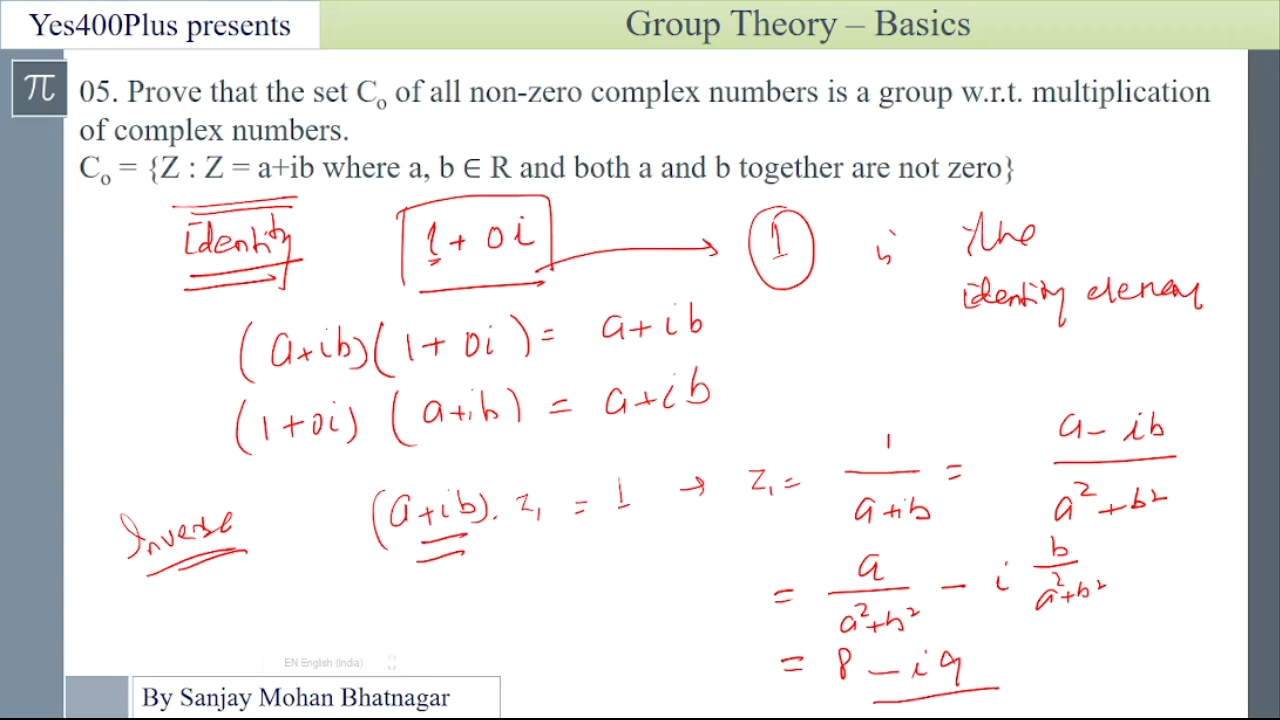 Yes400Plus presents
Group Theory – Basics
π
05. Prove that the set C₀ of all non-zero complex numbers is a group w.r.t. multiplication
of complex numbers.
C₀ = {Z : Z = a+ib where a, b ∈ R and both a and b together are not zero}
Identity 1 + 0i → 1 is the
identity element
(a+ib)(1+0i) = a+ib
(1+0i)(a+ib) = a+ib
Inverse (a+ib). z₁ = 1 → z₁ = 1/(a+ib) = (a-ib)/(a²+b²)
= a/(a²+b²) - i b/(a²+b²)
= p - iq
EN English (India)
By Sanjay Mohan Bhatnagar